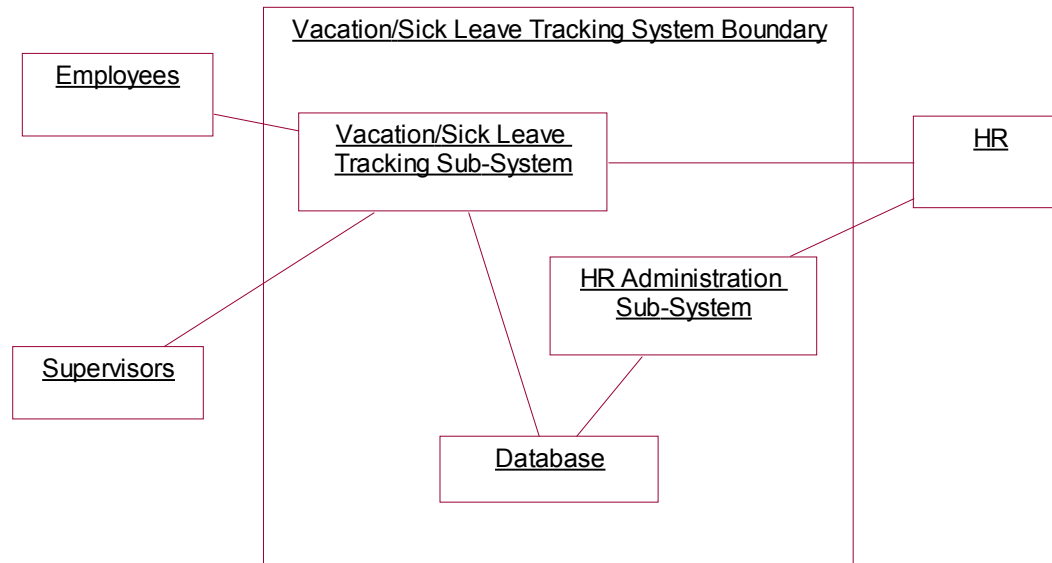 Vacation/Sick Leave Tracking System Boundary
Employees
Vacation/Sick Leave
Tracking Sub-System
HR
HR Administration
Sub-System
Supervisors
Database